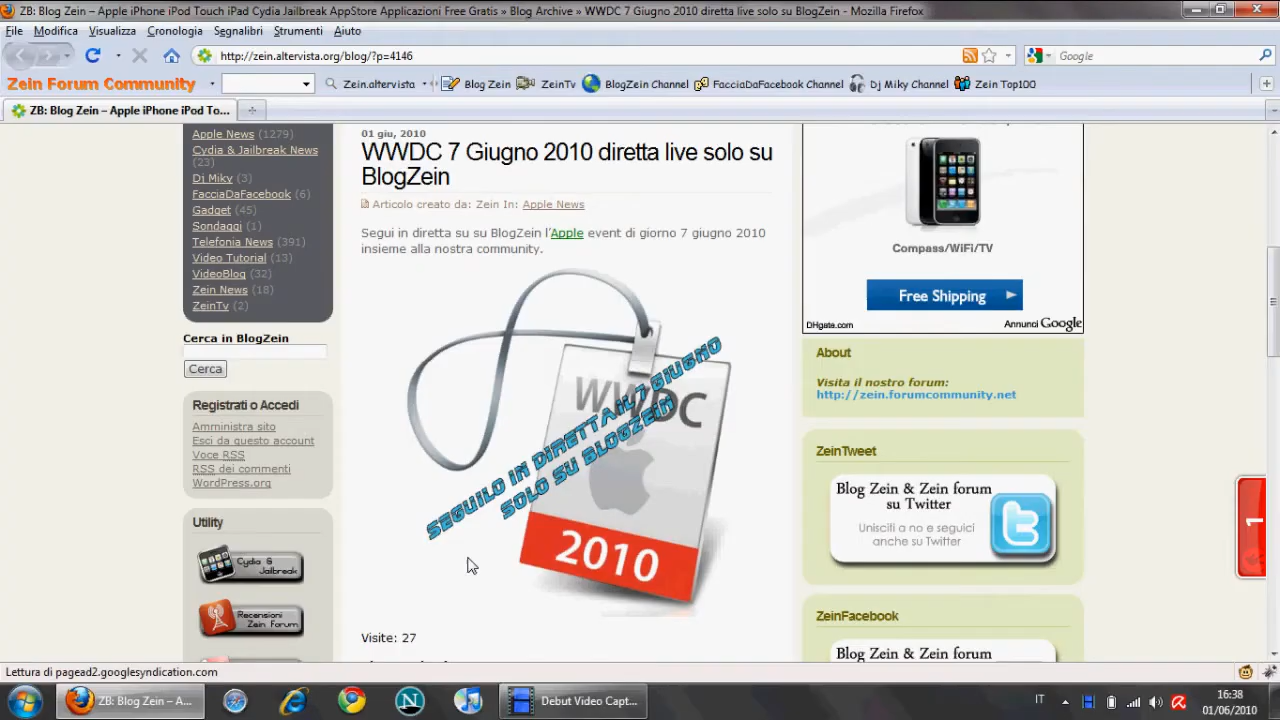 ZB: Blog Zein – Apple iPhone iPod Touch iPad Cydia Jailbreak AppStore Applicazioni Free Gratis » Blog Archive » WWDC 7 Giugno 2010 diretta live solo su BlogZein - Mozilla Firefox
File Modifica Visualizza Cronologia Segnalibri Strumenti Aiuto
http://zein.altervista.org/blog/?p=4146
Google
Zein Forum Community
Zein.altervista
Blog Zein
ZeinTv
BlogZein Channel
FacciaDaFacebook Channel
Dj Miky Channel
Zein Top100
ZB: Blog Zein – Apple iPhone iPod To...
Apple News (1279)
Cydia & Jailbreak News
(23)
Dj Miky (3)
FacciaDaFacebook (6)
Gadget (45)
Sondaggi (1)
Telefonia News (391)
Video Tutorial (13)
VideoBlog (32)
Zein News (18)
ZeinTv (2)
Cerca in BlogZein
Cerca
Registrati o Accedi
Amministra sito
Esci da questo account
Voce RSS
RSS dei commenti
WordPress.org
Utility
Cydia &
Jailbreak
Recensioni
Zein Forum
01 giu, 2010
WWDC 7 Giugno 2010 diretta live solo su
BlogZein
Articolo creato da: Zein In: Apple News
Segui in diretta su su BlogZein l'Apple event di giorno 7 giugno 2010
insieme alla nostra community.
WWDC
SEGUILO IN DIRETTA IL 7 GIUGNO
SOLO SU BLOGZEIN
2010
Visite: 27
Compass/WiFi/TV
Free Shipping
DHgate.com
Annunci Google
About
Visita il nostro forum:
http://zein.forumcommunity.net
ZeinTweet
Blog Zein & Zein forum
su Twitter
Unisciti a no e seguici
anche su Twitter
ZeinFacebook
Blog Zein & Zein forum
1
Lettura di pagead2.googlesyndication.com
ZB: Blog Zein – A...
Debut Video Capt...
IT
16:38
01/06/2010